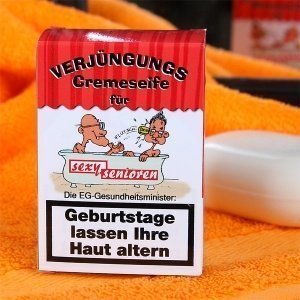 VERJÜNGUNGS
Cremeseife
für
sexy senioren
Die EG-Gesundheitsminister:
Geburtstage
lassen Ihre
Haut altern